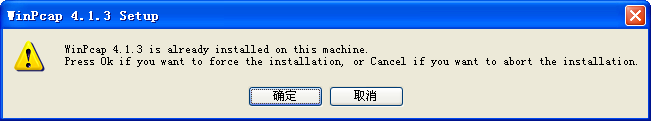 WinPcap 4.1.3 Setup
WinPcap 4.1.3 is already installed on this machine.
Press Ok if you want to force the installation, or Cancel if you want to abort the installation.
确定 取消